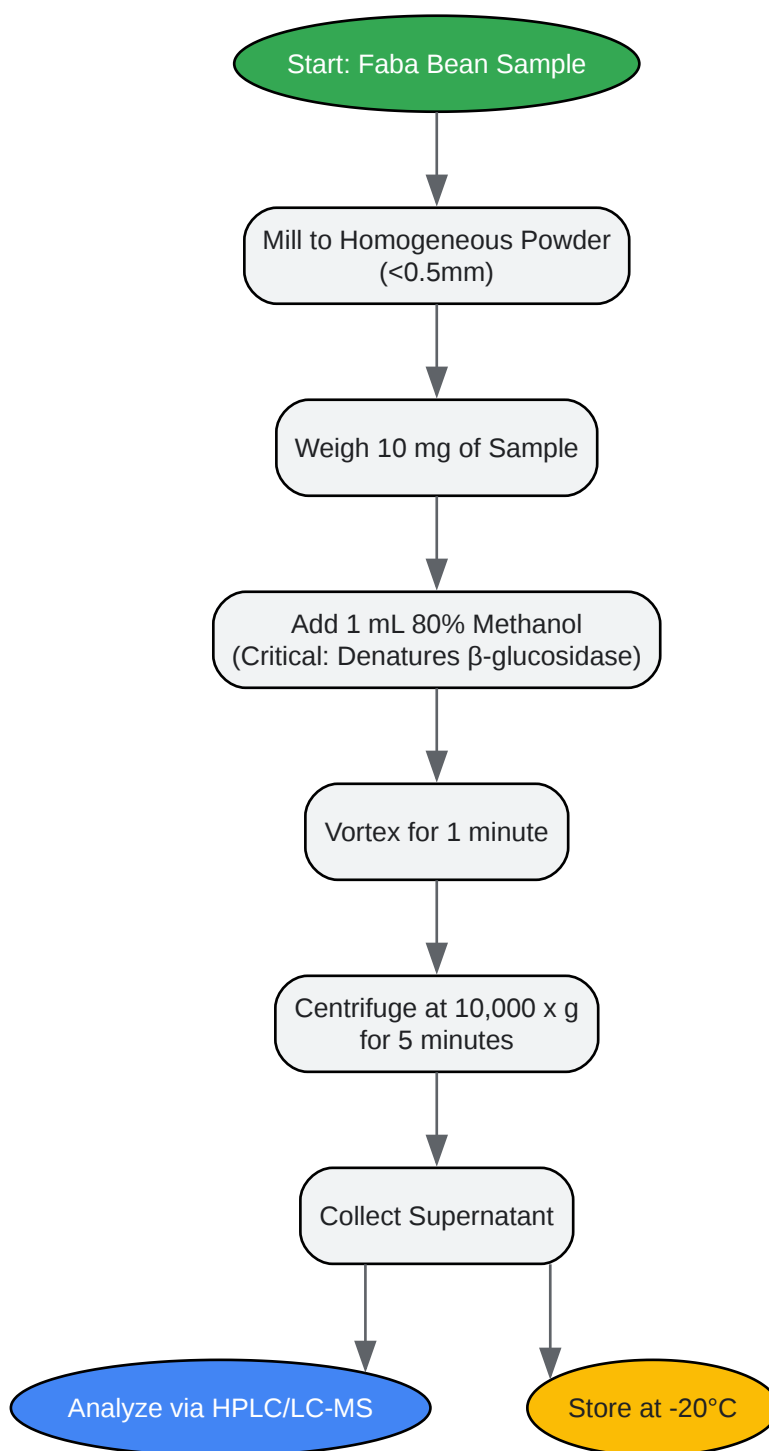 Start: Faba Bean Sample
Mill to Homogeneous Powder
(<0.5mm)
Weigh 10 mg of Sample
Add 1 mL 80% Methanol
(Critical: Denatures β-glucosidase)
Vortex for 1 minute
Centrifuge at 10,000 x g
for 5 minutes
Collect Supernatant
Analyze via HPLC/LC-MS
Store at -20°C